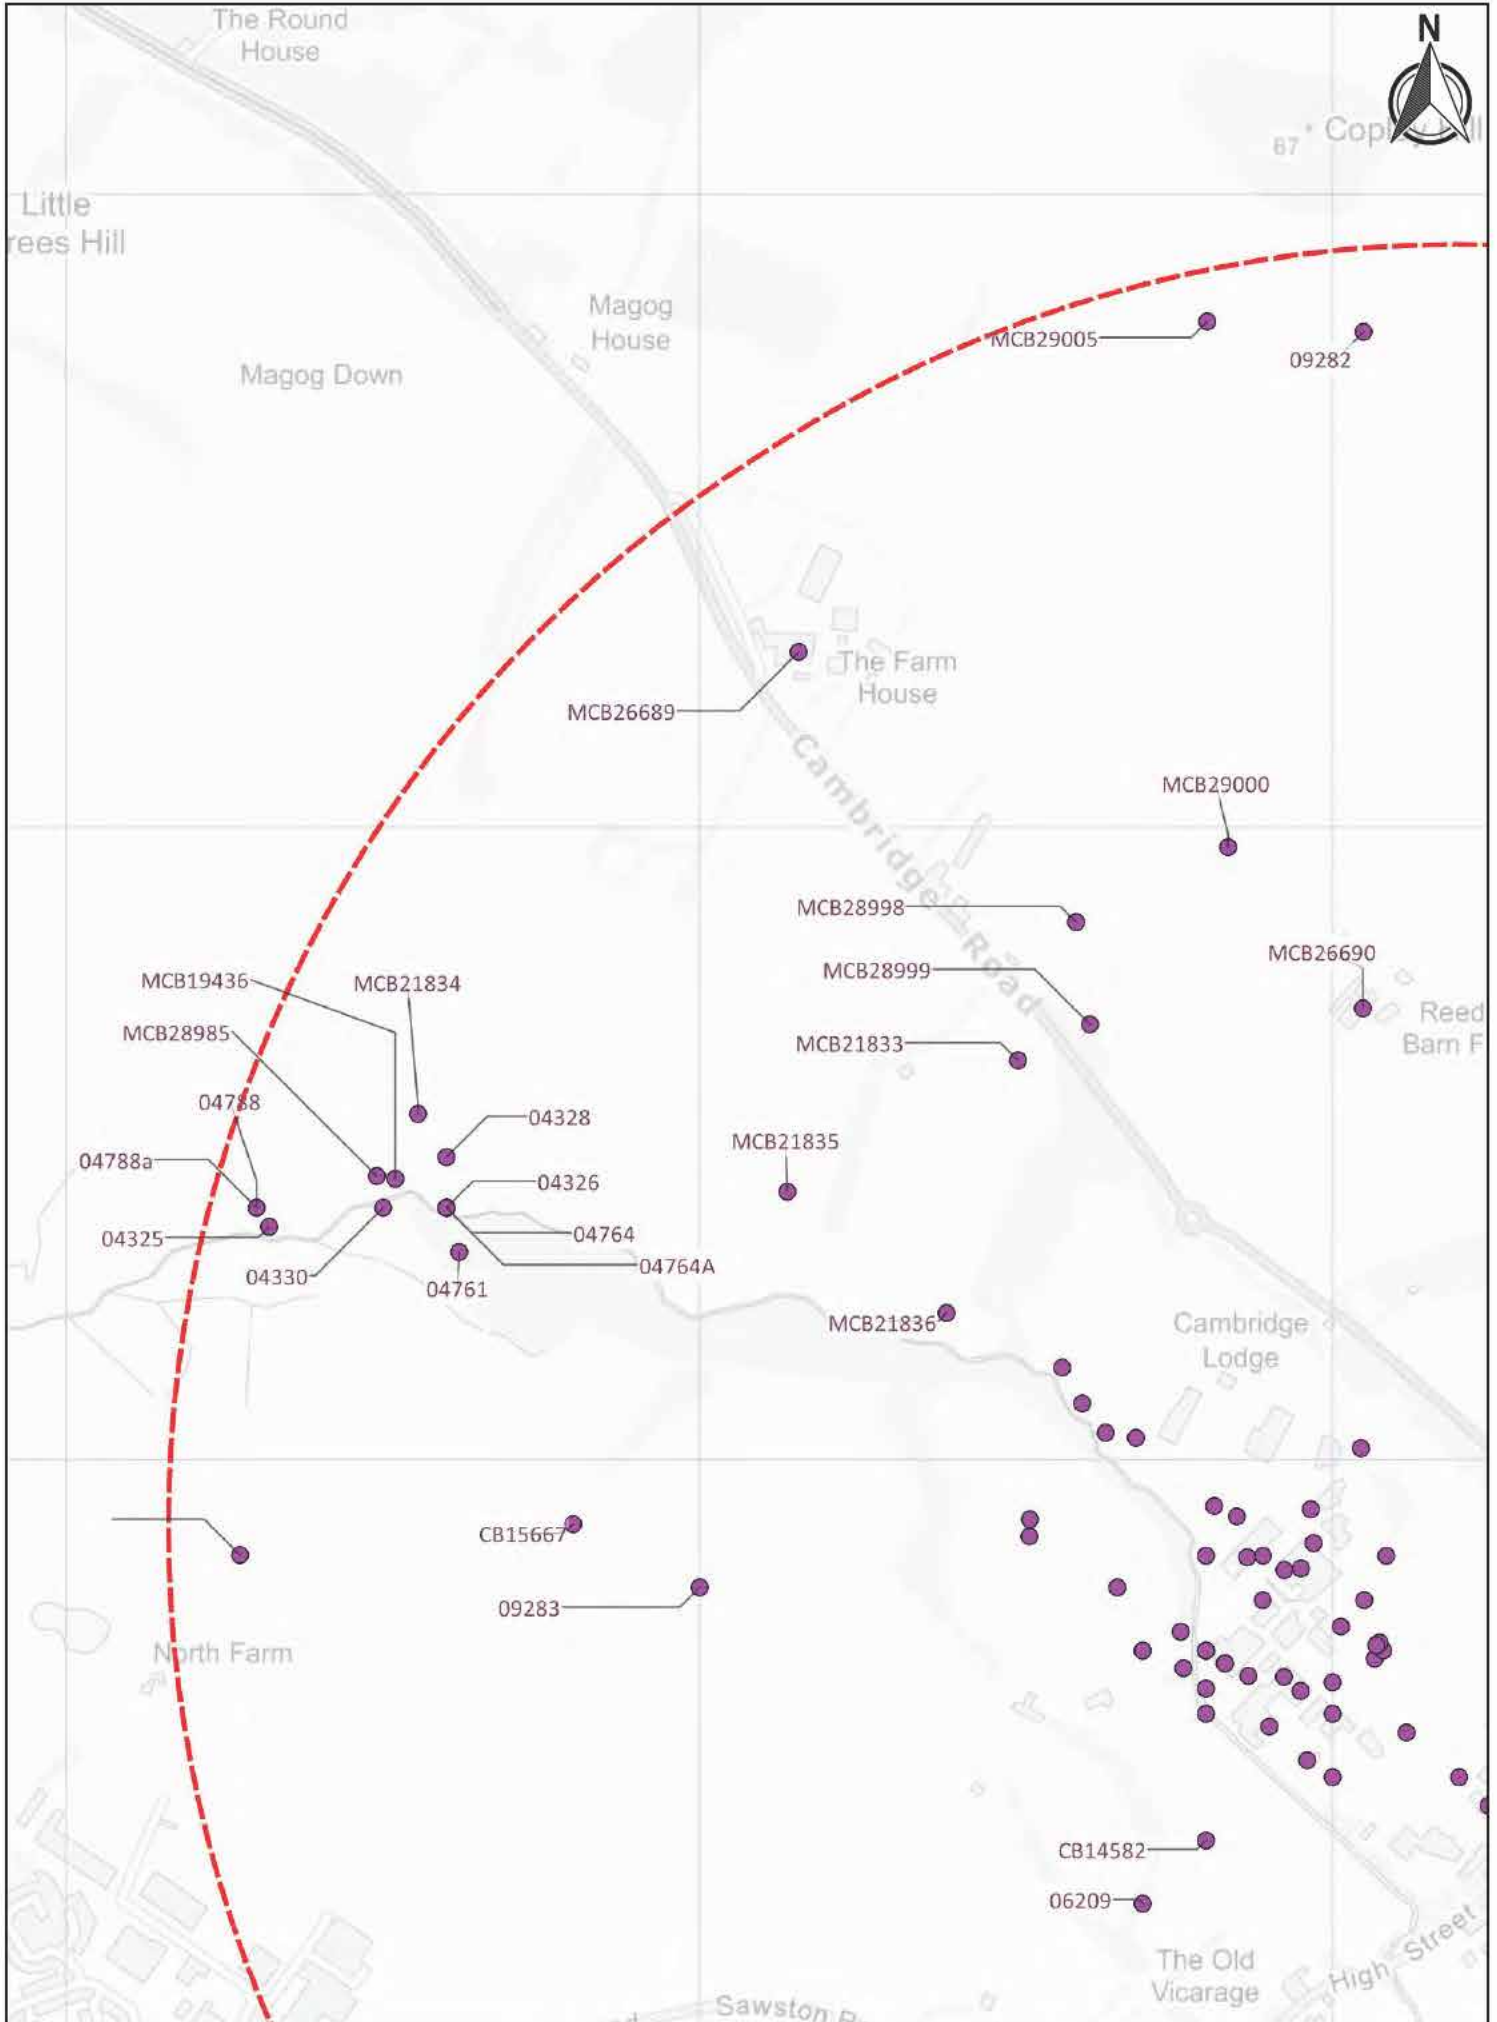 The Round
House
N
67
Little
rees Hill
Magog
House
Magog Down
MCB29005
09282
The Farm
House
MCB26689
Cambridge Road
MCB29000
MCB28998
MCB26690
MCB28999
MCB19436
MCB21834
Reed
Barn F
MCB28985
MCB21833
04788
04328
MCB21835
04788a
04326
04325
04764
04330
04764A
04761
MCB21836
Cambridge
Lodge
CB15667
09283
North Farm
CB14582
06209
High Street
The Old
Vicarage
Sawston